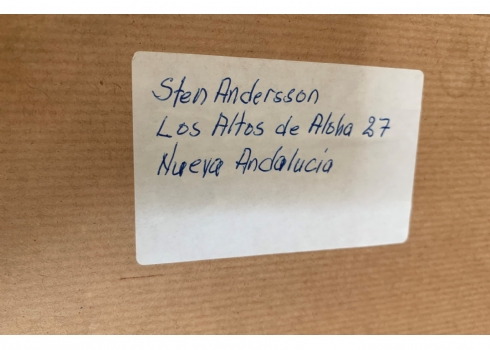 Sten Andersson
Los Altos de Aloha 27
Nueva Andalucia